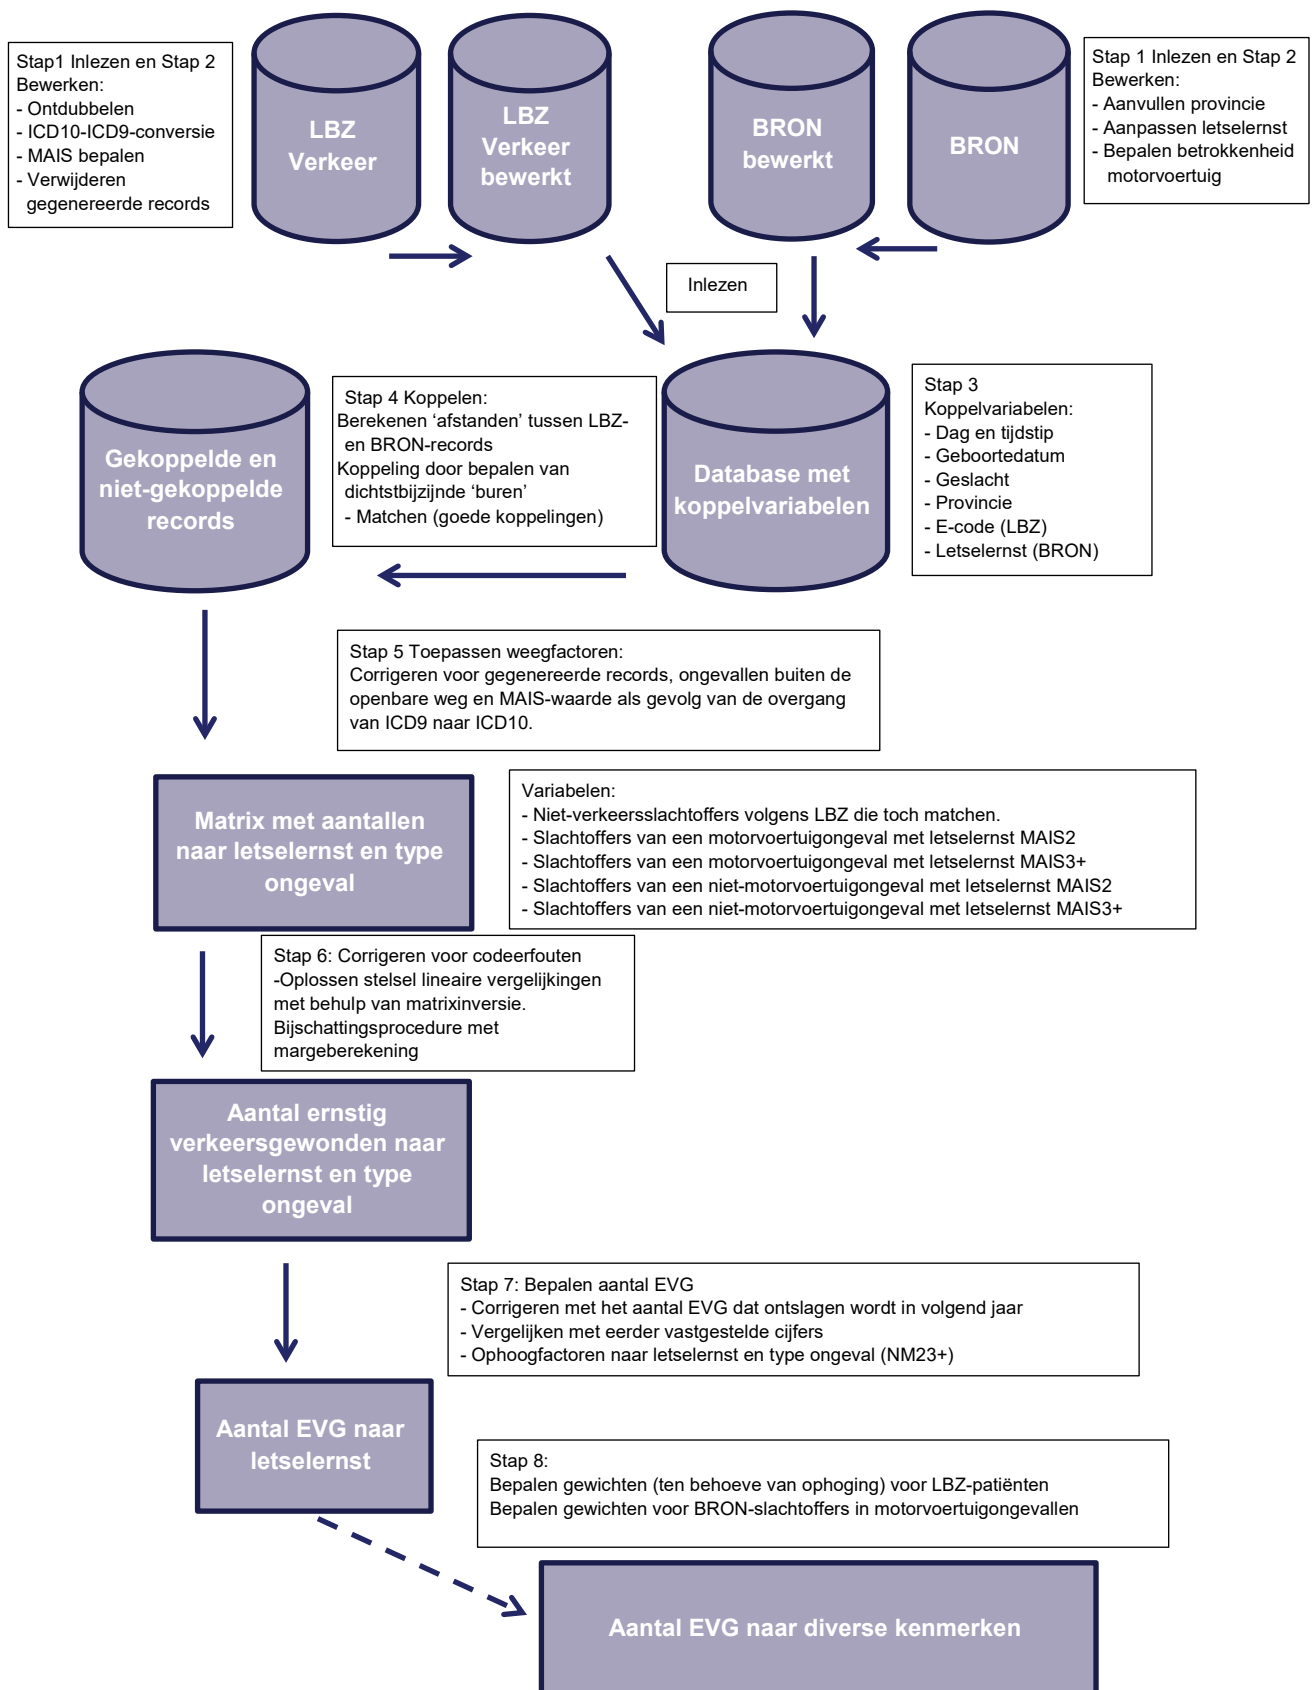 Stap1 Inlezen en Stap 2
Bewerken:
- Ontdubbelen
- ICD10-ICD9-conversie
- MAIS bepalen
- Verwijderen
gegenereerde records
LBZ
Verkeer
LBZ
Verkeer
bewerkt
BRON
bewerkt
BRON
Stap 1 Inlezen en Stap 2
Bewerken:
- Aanvullen provincie
- Aanpassen letselernst
- Bepalen betrokkenheid
motorvoertuig
Inlezen
Gekoppelde en
niet-gekoppelde
records
Stap 4 Koppelen:
Berekenen ‘afstanden’ tussen LBZ-
en BRON-records
Koppeling door bepalen van
dichtstbijzijnde ‘buren’
- Matchen (goede koppelingen)
Database met
koppelvariabelen
Stap 3
Koppelvariabelen:
- Dag en tijdstip
- Geboortedatum
- Geslacht
- Provincie
- E-code (LBZ)
- Letselernst (BRON)
Stap 5 Toepassen weegfactoren:
Corrigeren voor gegenereerde records, ongevallen buiten de
openbare weg en MAIS-waarde als gevolg van de overgang
van ICD9 naar ICD10.
Matrix met aantallen
naar letselernst en type
ongeval
Variabelen:
- Niet-verkeersslachtoffers volgens LBZ die toch matchen.
- Slachtoffers van een motorvoertuigongeval met letselernst MAIS2
- Slachtoffers van een motorvoertuigongeval met letselernst MAIS3+
- Slachtoffers van een niet-motorvoertuigongeval met letselernst MAIS2
- Slachtoffers van een niet-motorvoertuigongeval met letselernst MAIS3+
Stap 6: Corrigeren voor codeerfouten
-Oplossen stelsel lineaire vergelijkingen
met behulp van matrixinversie.
Bijschattingsprocedure met
margeberekening
Aantal ernstig
verkeersgewonden naar
letselernst en type
ongeval
Stap 7: Bepalen aantal EVG
- Corrigeren met het aantal EVG dat ontslagen wordt in volgend jaar
- Vergelijken met eerder vastgestelde cijfers
- Ophoogfactoren naar letselernst en type ongeval (NM23+)
Aantal EVG naar
letselernst
Stap 8:
Bepalen gewichten (ten behoeve van ophoging) voor LBZ-patiënten
Bepalen gewichten voor BRON-slachtoffers in motorvoertuigongevallen
Aantal EVG naar diverse kenmerken